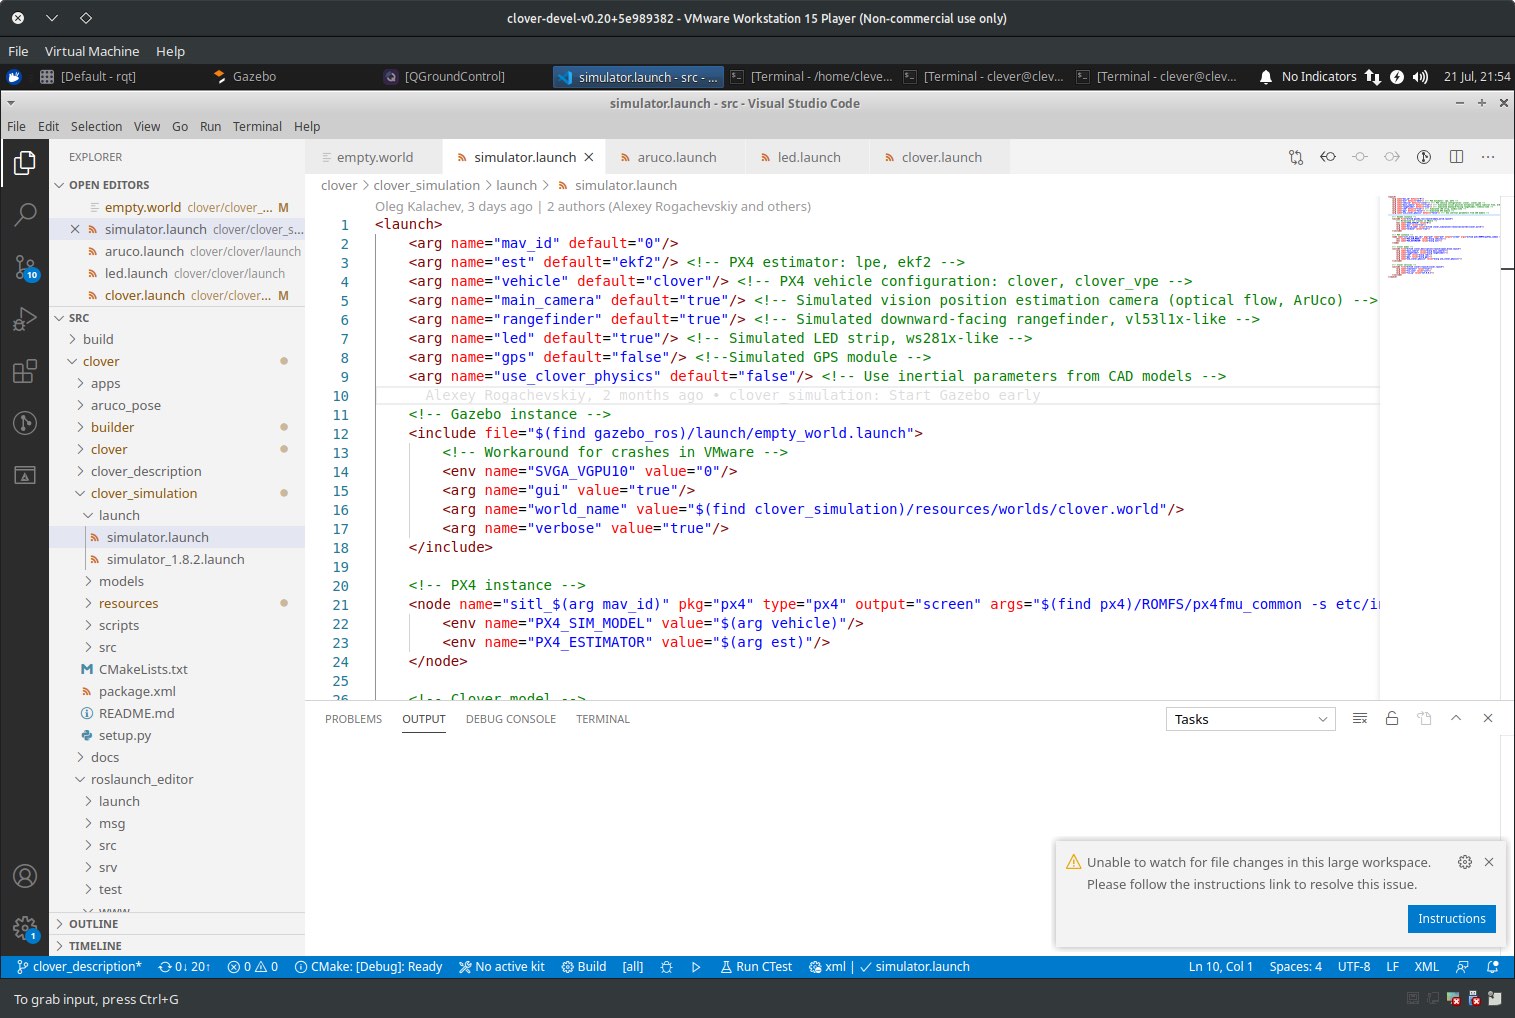 clover-devel-v0.20+5e989382 - VMware Workstation 15 Player (Non-commercial use only)
File Virtual Machine Help
[Default - rqt] Gazebo [QGroundControl] simulator.launch - src - ... [Terminal - /home/cleve... [Terminal - clever@clev... [Terminal - clever@clev... No Indicators 21 Jul, 21:54
simulator.launch - src - Visual Studio Code
File Edit Selection View Go Run Terminal Help
EXPLORER
OPEN EDITORS
empty.world clover/clover_... M
simulator.launch clover/clover_s...
aruco.launch clover/clover/launch
led.launch clover/clover/launch
clover.launch clover/clover... M
SRC
build
clover
apps
aruco_pose
builder
clover
clover_description
clover_simulation
launch
simulator.launch
simulator_1.8.2.launch
models
resources
scripts
src
CMakeLists.txt
package.xml
README.md
setup.py
docs
roslaunch_editor
launch
msg
src
srv
test
www
OUTLINE
TIMELINE
10
1
empty.world simulator.launch aruco.launch led.launch clover.launch
clover > clover_simulation > launch > simulator.launch
Oleg Kalachev, 3 days ago | 2 authors (Alexey Rogachevskiy and others)
1 <launch>
2 <arg name="mav_id" default="0"/>
3 <arg name="est" default="ekf2"/> <!-- PX4 estimator: lpe, ekf2 -->
4 <arg name="vehicle" default="clover"/> <!-- PX4 vehicle configuration: clover, clover_vpe -->
5 <arg name="main_camera" default="true"/> <!-- Simulated vision position estimation camera (optical flow, ArUco) -->
6 <arg name="rangefinder" default="true"/> <!-- Simulated downward-facing rangefinder, vl53l1x-like -->
7 <arg name="led" default="true"/> <!-- Simulated LED strip, ws281x-like -->
8 <arg name="gps" default="false"/> <!--Simulated GPS module -->
9 <arg name="use_clover_physics" default="false"/> <!-- Use inertial parameters from CAD models -->
10 Alexey Rogachevskiy, 2 months ago • clover_simulation: Start Gazebo early
11 <!-- Gazebo instance -->
12 <include file="$(find gazebo_ros)/launch/empty_world.launch">
13 <!-- Workaround for crashes in VMware -->
14 <env name="SVGA_VGPU10" value="0"/>
15 <arg name="gui" value="true"/>
16 <arg name="world_name" value="$(find clover_simulation)/resources/worlds/clover.world"/>
17 <arg name="verbose" value="true"/>
18 </include>
19
20 <!-- PX4 instance -->
21 <node name="sitl_$(arg mav_id)" pkg="px4" type="px4" output="screen" args="$(find px4)/ROMFS/px4fmu_common -s etc/i
22 <env name="PX4_SIM_MODEL" value="$(arg vehicle)"/>
23 <env name="PX4_ESTIMATOR" value="$(arg est)"/>
24 </node>
25
26 <!-- Clover model -->
PROBLEMS OUTPUT DEBUG CONSOLE TERMINAL Tasks
Unable to watch for file changes in this large workspace.
Please follow the instructions link to resolve this issue.
Instructions
clover_description* 0↓ 20↑ 0 0 CMake: [Debug]: Ready No active kit Build [all] Run CTest xml | simulator.launch Ln 10, Col 1 Spaces: 4 UTF-8 LF XML
To grab input, press Ctrl+G